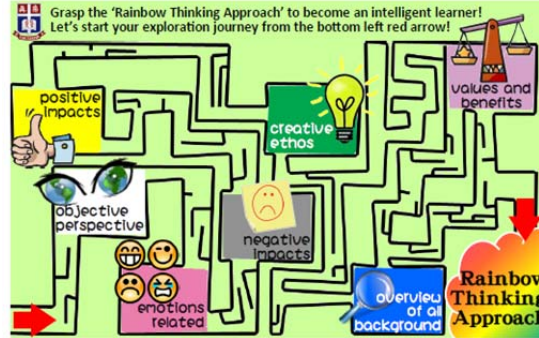 Grasp the ‘Rainbow Thinking Approach’ to become an intelligent learner!
Let’s start your exploration journey from the bottom left red arrow!
positive
impacts
creative
ethos
values and
benefits
objective
perspective
negative
impacts
emotions
related
overview
of all
background
Rainbow
Thinking
Approach